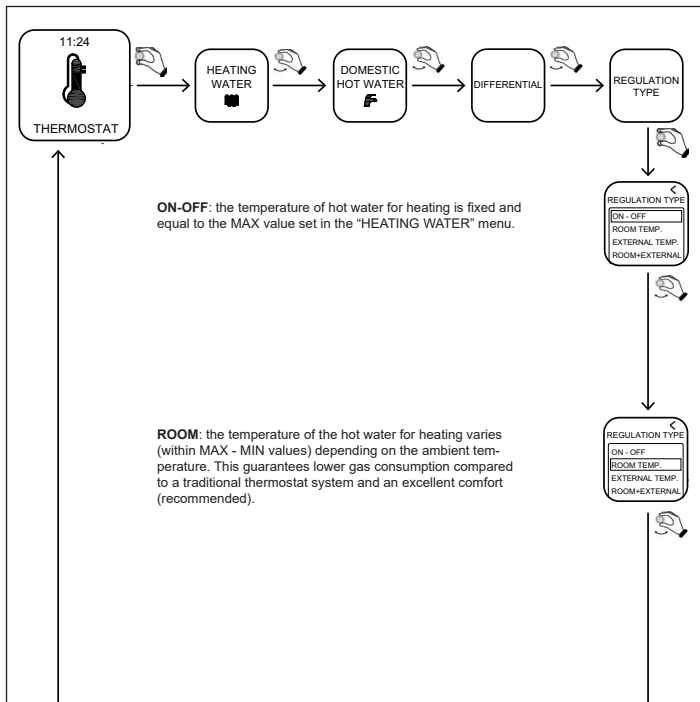 11:24
THERMOSTAT
HEATING
WATER
DOMESTIC
HOT WATER
DIFFERENTIAL
REGULATION
TYPE
<
REGULATION TYPE
ON - OFF
ROOM TEMP.
EXTERNAL TEMP.
ROOM+EXTERNAL
ON-OFF: the temperature of hot water for heating is fixed and
equal to the MAX value set in the “HEATING WATER” menu.
<
REGULATION TYPE
ON - OFF
ROOM TEMP.
EXTERNAL TEMP.
ROOM+EXTERNAL
ROOM: the temperature of the hot water for heating varies
(within MAX - MIN values) depending on the ambient tem-
perature. This guarantees lower gas consumption compared
to a traditional thermostat system and an excellent comfort
(recommended).